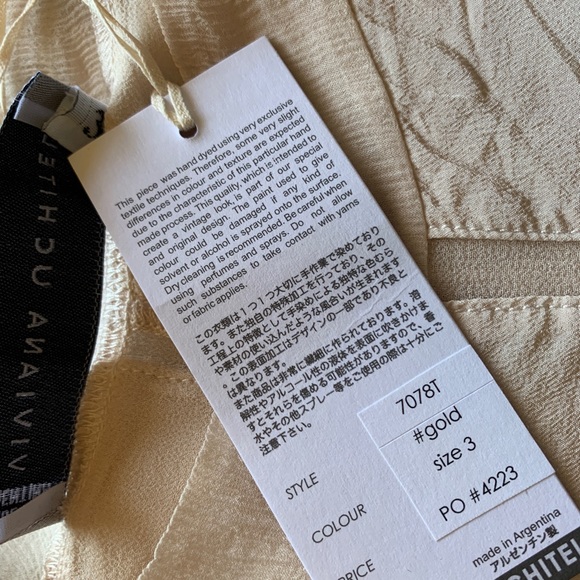 This piece was hand dyed using very exclusive
textile techniques. Therefore, some very slight
differences in colour and texture are expected
due to the characteristic of this particular hand
made process. This quality, which is intended to
create a vintage look, is part of our special
and original design. The paint used to give
colour could be damaged if any kind of
solvent or alcohol is sprayed onto the surface.
Dry cleaning is recommended. Be careful when
using perfumes and sprays. Do not allow
such substances to take contact with yarns
or fabric applies.
この衣類は1つ1つ大切に手作業で染めており
ます。また独自の特殊加工を行っており、その
工程上の特徴として手染めによる独特な色むら
や素材の使い込んだような風合いが生まれます
。この表面加工はデザインの一部であり不良と
は異なります。
また商品は非常に繊細に作られております。溶
解性やアルコール性の液体を表面に吹きかけま
すとそれらを傷める可能性がありますので、香
水やその他スプレー等をご使用の際は十分にご
注意下さい。
STYLE
COLOUR
PRICE
7078T
#gold
size 3
PO #4223
made in Argentina
アルゼンチン製
HITEL
VIVIANA UCHITEL
3